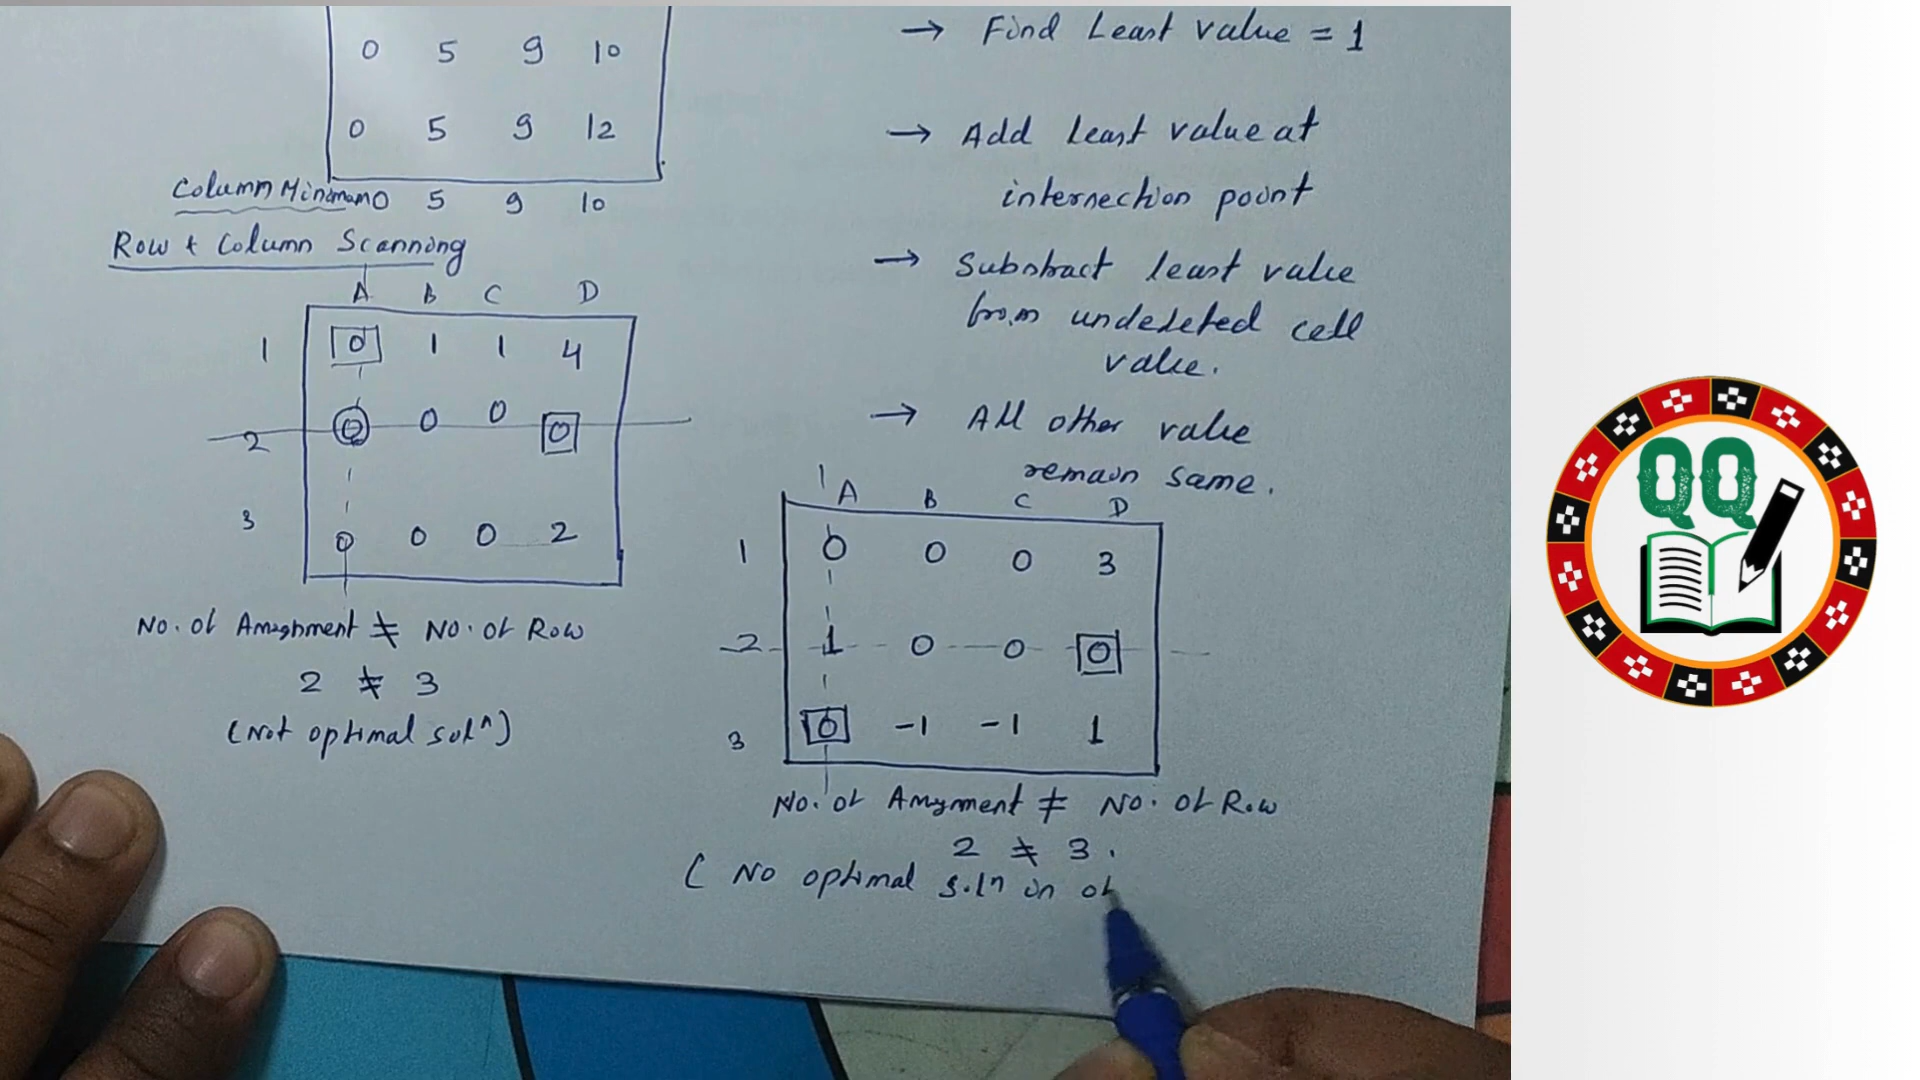 0 5 9 10
0 5 9 12
Column Minimum 0 5 9 10
Row & Column Scanning
A B C D
1 0 1 1 4
2 0 0 0 0
3 0 0 0 2
No. of Assignment ≠ No. of Row
2 ≠ 3
(Not optimal solⁿ)
→ Find Least Value = 1
→ Add least value at
intersection point
→ Substract least value
from undeleted cell
value.
→ All other value
remain same.
A B C D
1 0 0 0 3
2 1 0 0 0
3 0 -1 -1 1
No. of Assignment ≠ No. of Row
2 ≠ 3.
( No optimal solⁿ is ob
QQ